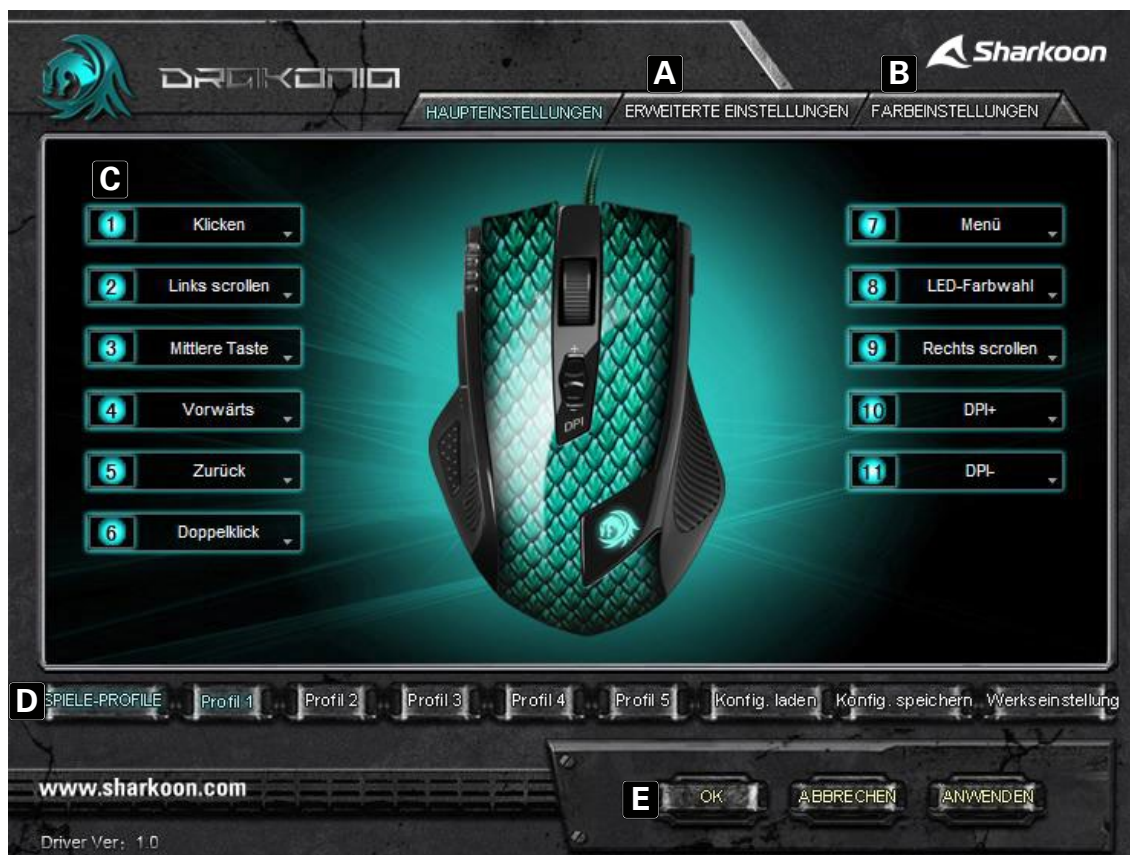 Sharkoon
DRAKONIA
A
B
HAUPTEINSTELLUNGEN
ERWEITERTE EINSTELLUNGEN
FARBEINSTELLUNGEN
C
1 Klicken
2 Links scrollen
3 Mittlere Taste
4 Vorwärts
5 Zurück
6 Doppelklick
+
-
DPI
7 Menü
8 LED-Farbwahl
9 Rechts scrollen
10 DPI+
11 DPI-
D
SPIELE-PROFILE
Profil 1
Profil 2
Profil 3
Profil 4
Profil 5
Konfig. laden
Konfig. speichern
Werkseinstellung
www.sharkoon.com
E
OK
ABBRECHEN
ANWENDEN
Driver Ver: 1.0